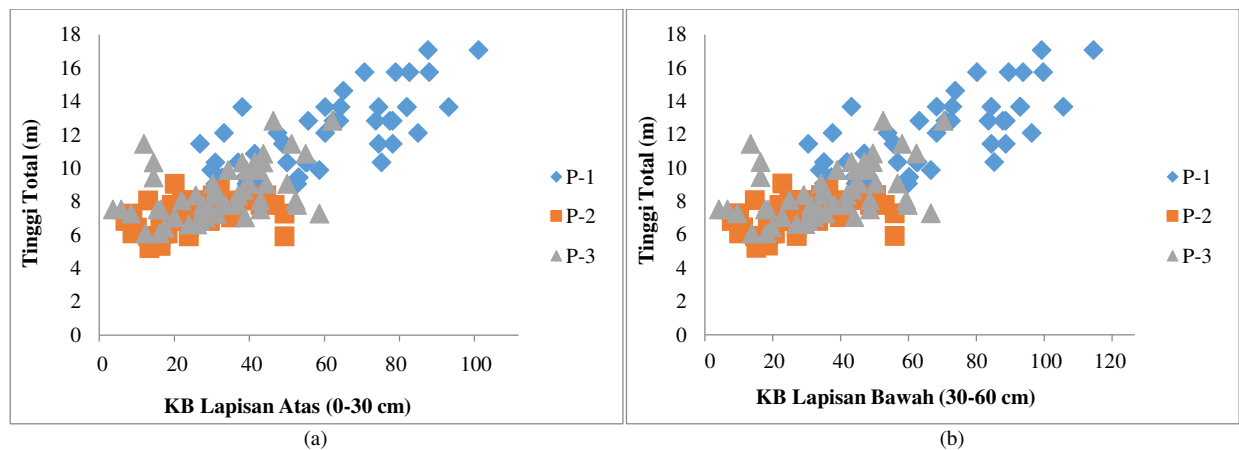 18
16
14
12
10
8
6
4
2
0
Tinggi Total (m)
0 20 40 60 80 100
KB Lapisan Atas (0-30 cm)
P-1
P-2
P-3
(a)
18
16
14
12
10
8
6
4
2
0
Tinggi Total (m)
0 20 40 60 80 100 120
KB Lapisan Bawah (30-60 cm)
P-1
P-2
P-3
(b)